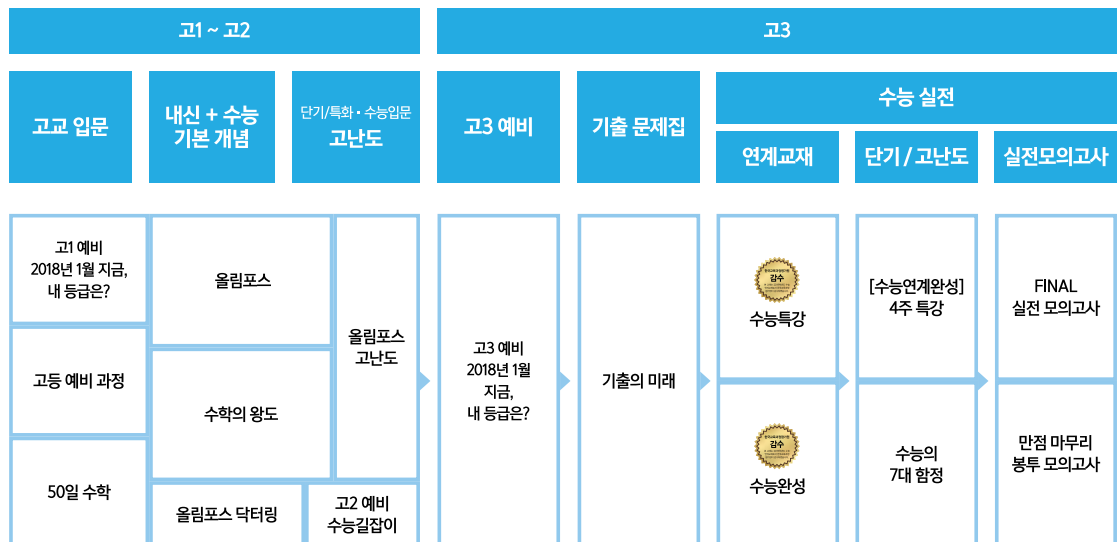 고1 ~ 고2
고3
고교 입문
내신 + 수능
기본 개념
단기/특화 · 수능입문
고난도
고3 예비
기출 문제집
수능 실전
연계교재
단기 / 고난도
실전모의고사
고1 예비
2018년 1월 지금,
내 등급은?
고등 예비 과정
50일 수학
올림포스
수학의 왕도
올림포스 닥터링
올림포스
고난도
고2 예비
수능길잡이
고3 예비
2018년 1월
지금,
내 등급은?
기출의 미래
감수
수능특강
감수
수능완성
[수능연계완성]
4주 특강
수능의
7대 함정
FINAL
실전 모의고사
만점 마무리
봉투 모의고사